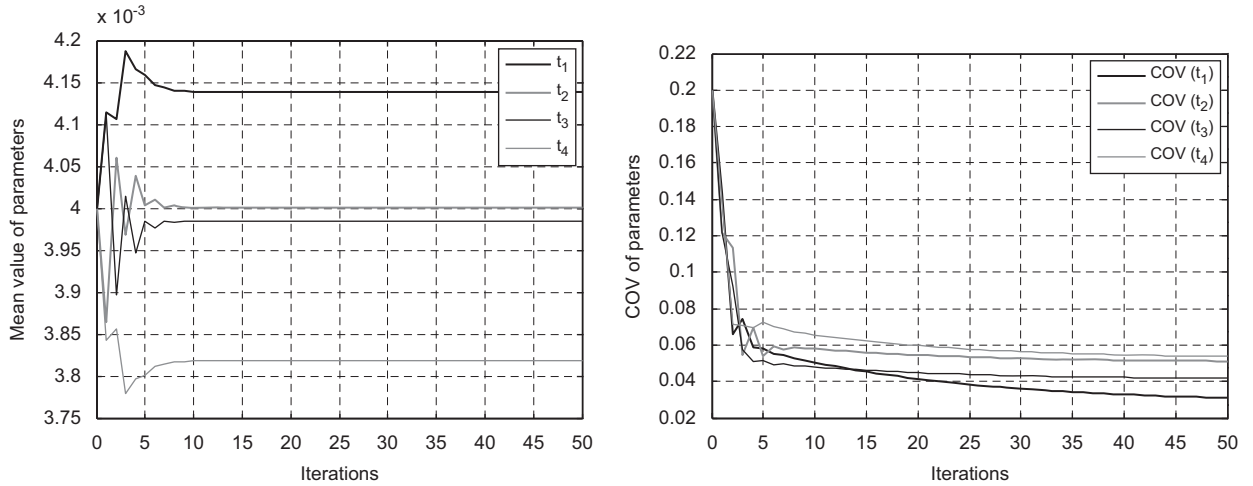 x 10⁻³
4.2
4.15
4.1
4.05
4
3.95
3.9
3.85
3.8
3.75
Mean value of parameters
t₁
t₂
t₃
t₄
0 5 10 15 20 25 30 35 40 45 50
Iterations
0.22
0.2
0.18
0.16
0.14
0.12
0.1
0.08
0.06
0.04
0.02
COV of parameters
COV (t₁)
COV (t₂)
COV (t₃)
COV (t₄)
0 5 10 15 20 25 30 35 40 45 50
Iterations